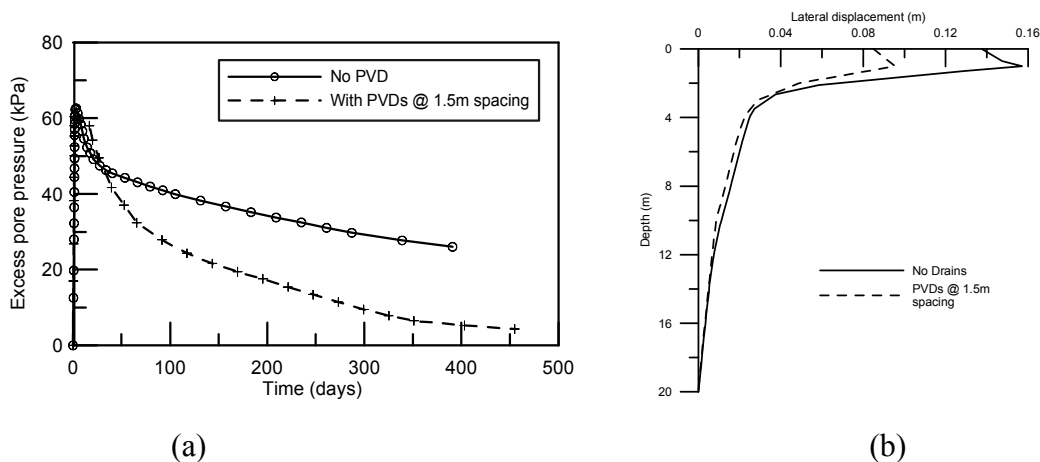 (a)
80
60
40
20
0
Excess pore pressure (kPa)
No PVD
With PVDs @ 1.5m spacing
0 100 200 300 400 500
Time (days)
(b)
Lateral displacement (m)
0 0.04 0.08 0.12 0.16
0
4
8
12
16
20
Depth (m)
No Drains
PVDs @ 1.5m
spacing
(a)
(b)